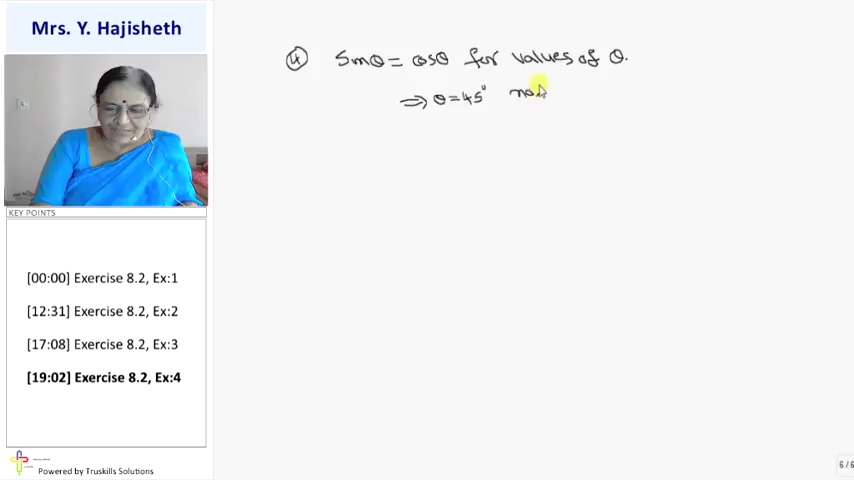 Mrs. Y. Hajisheth
④ Sinθ = cosθ for values of θ.
⇒ θ = 45°
KEY POINTS
[00:00] Exercise 8.2, Ex:1
[12:31] Exercise 8.2, Ex:2
[17:08] Exercise 8.2, Ex:3
[19:02] Exercise 8.2, Ex:4
Powered by Truskills Solutions
6/6